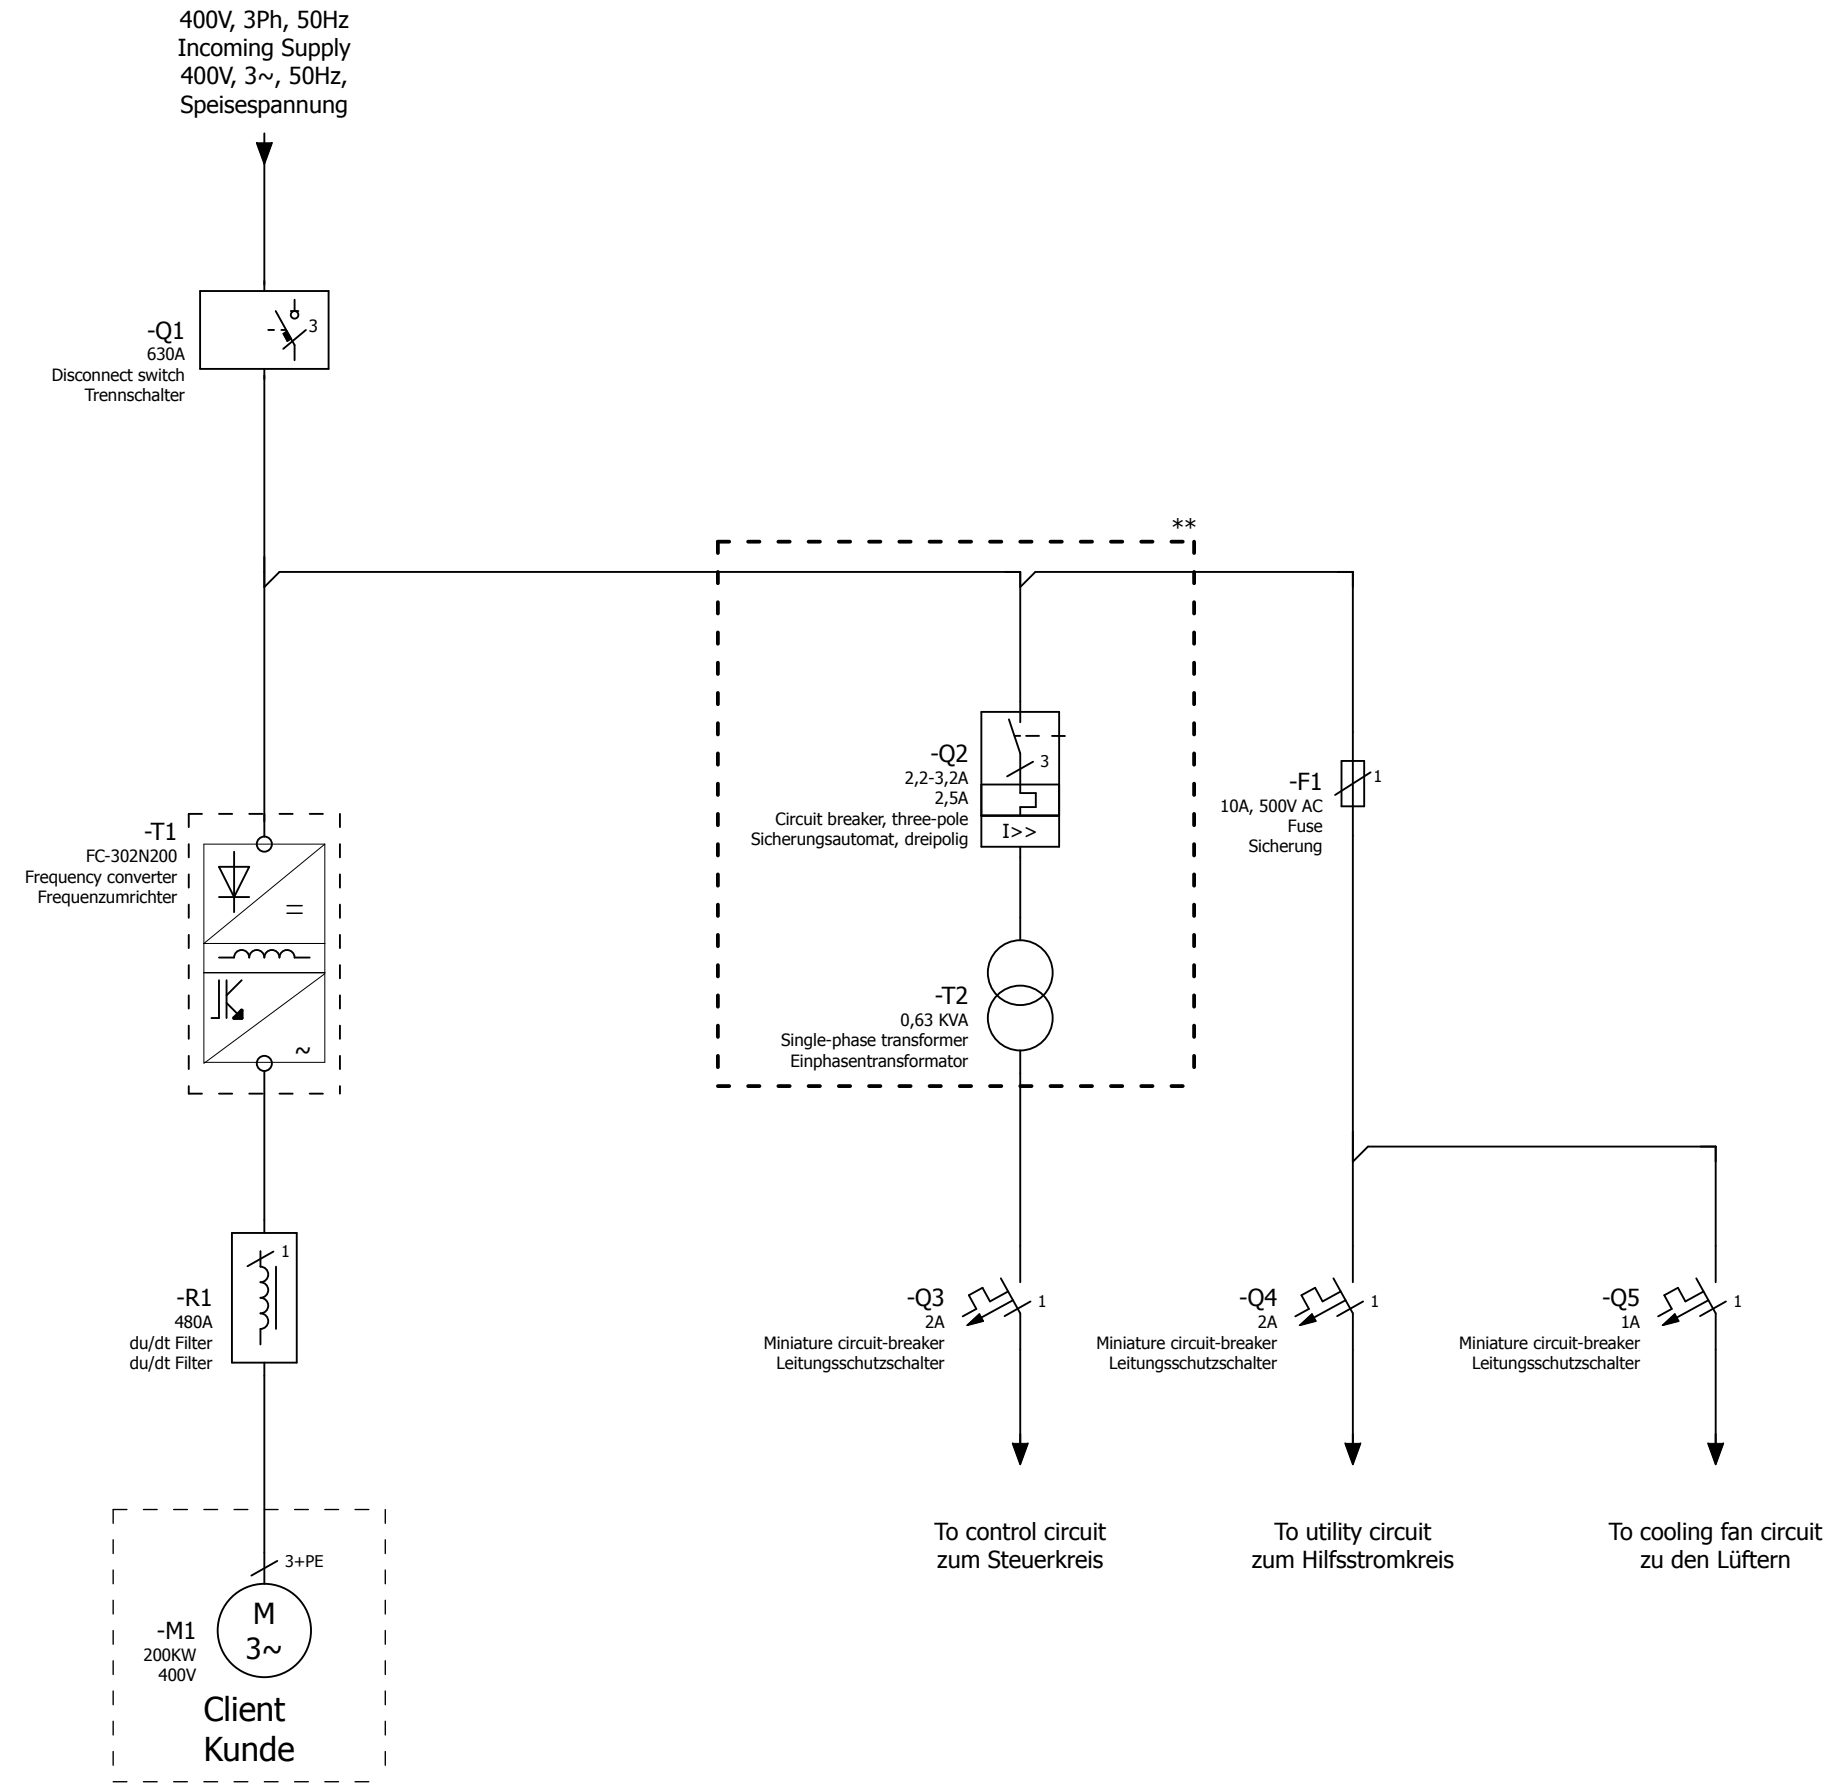 400V, 3Ph, 50Hz
Incoming Supply
400V, 3~, 50Hz,
Speisespannung
3
-Q1
630A
Disconnect switch
Trennschalter
**
-Q2
2,2-3,2A
2,5A
Circuit breaker, three-pole
Sicherungsautomat, dreipolig
3
I>>
-F1
10A, 500V AC
Fuse
Sicherung
1
-T1
FC-302N200
Frequency converter
Frequenzumrichter
=
~
-T2
0,63 KVA
Single-phase transformer
Einphasentransformator
-R1
480A
du/dt Filter
du/dt Filter
1
-Q3
2A
Miniature circuit-breaker
Leitungsschutzschalter
1
-Q4
2A
Miniature circuit-breaker
Leitungsschutzschalter
1
-Q5
1A
Miniature circuit-breaker
Leitungsschutzschalter
1
To control circuit
zum Steuerkreis
To utility circuit
zum Hilfsstromkreis
To cooling fan circuit
zu den Lüftern
3+PE
-M1
200KW
400V
M
3~
Client
Kunde